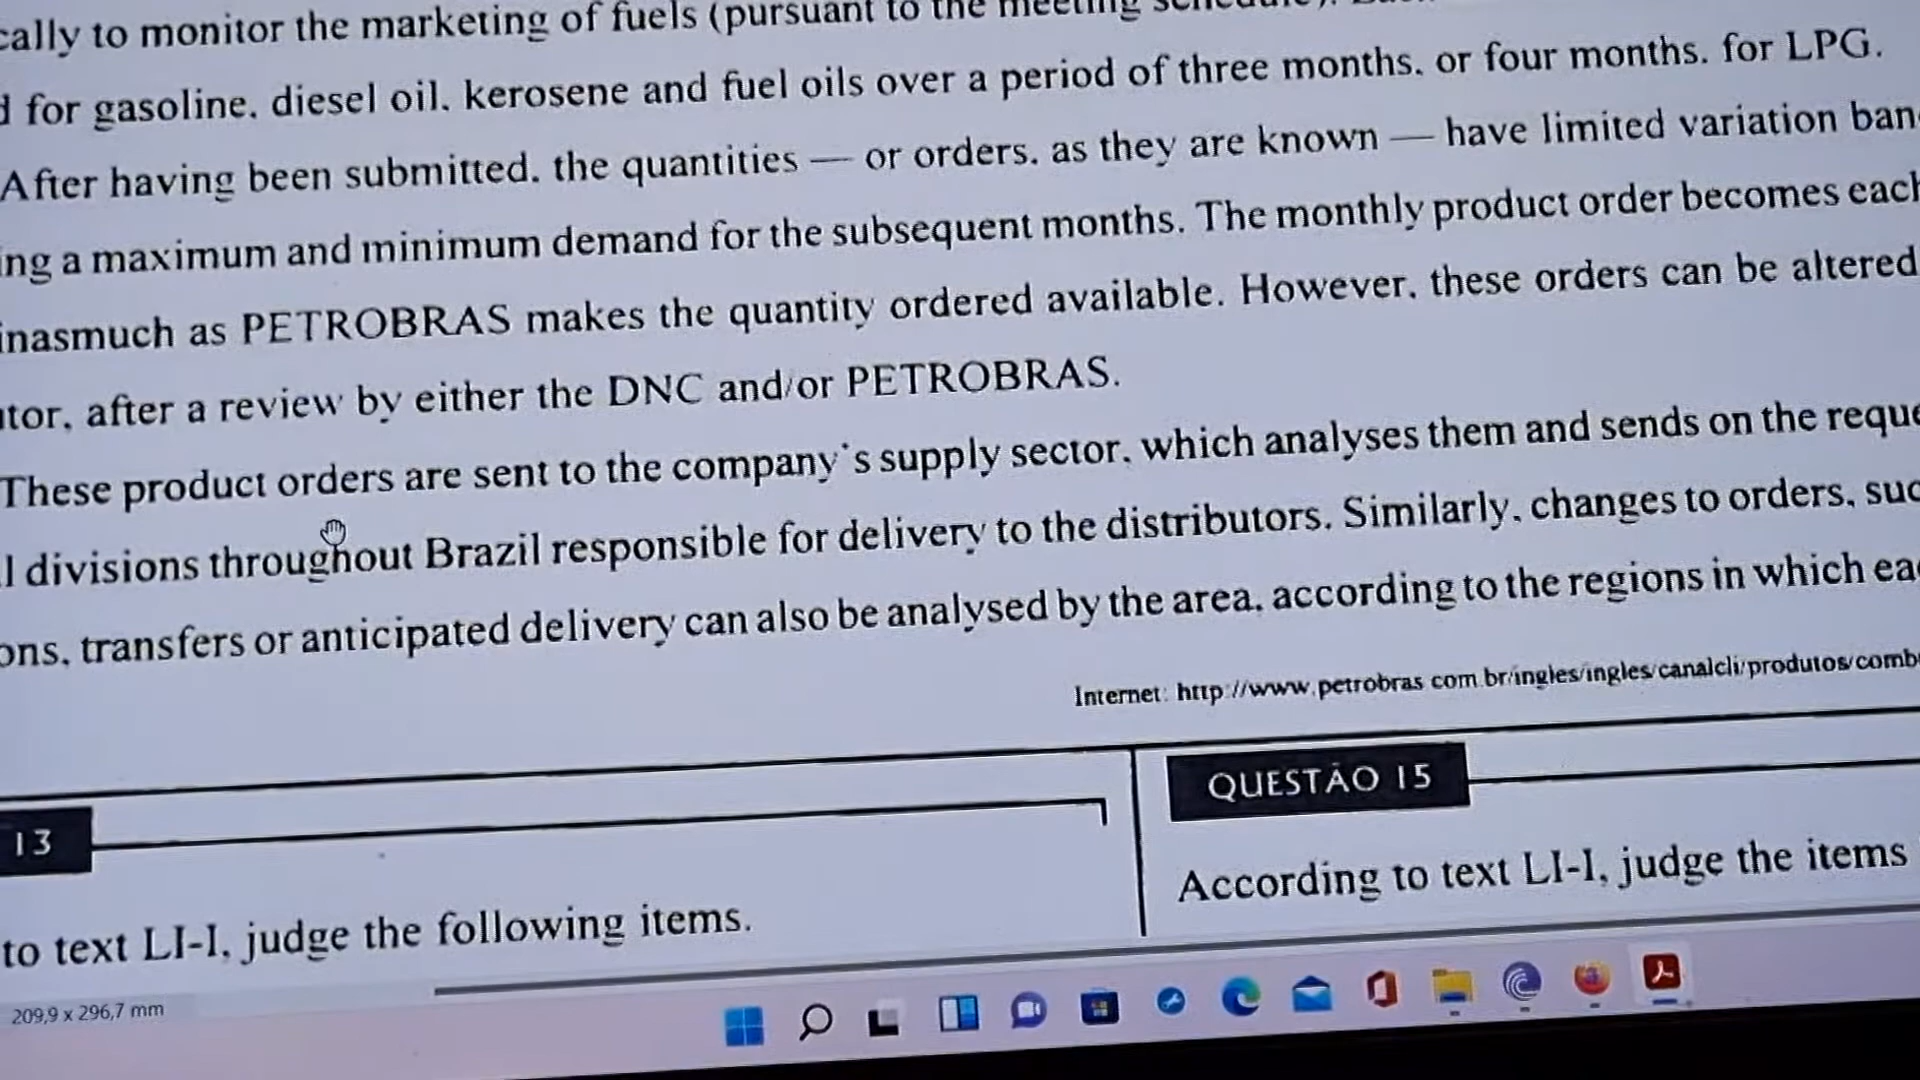 cally to monitor the marketing of fuels (pursuant to the meeting schedule).
d for gasoline, diesel oil, kerosene and fuel oils over a period of three months, or four months, for LPG.
After having been submitted, the quantities — or orders, as they are known — have limited variation ban
ing a maximum and minimum demand for the subsequent months. The monthly product order becomes each
inasmuch as PETROBRAS makes the quantity ordered available. However, these orders can be altered
utor, after a review by either the DNC and/or PETROBRAS.
These product orders are sent to the company's supply sector, which analyses them and sends on the reque
l divisions throughout Brazil responsible for delivery to the distributors. Similarly, changes to orders, suc
ons, transfers or anticipated delivery can also be analysed by the area, according to the regions in which eac
Internet: http://www.petrobras.com.br/ingles/ingles/canalcli/produtos/comb
13
to text LI-I, judge the following items.
QUESTÃO 15
According to text LI-I, judge the items
209,9 x 296,7 mm